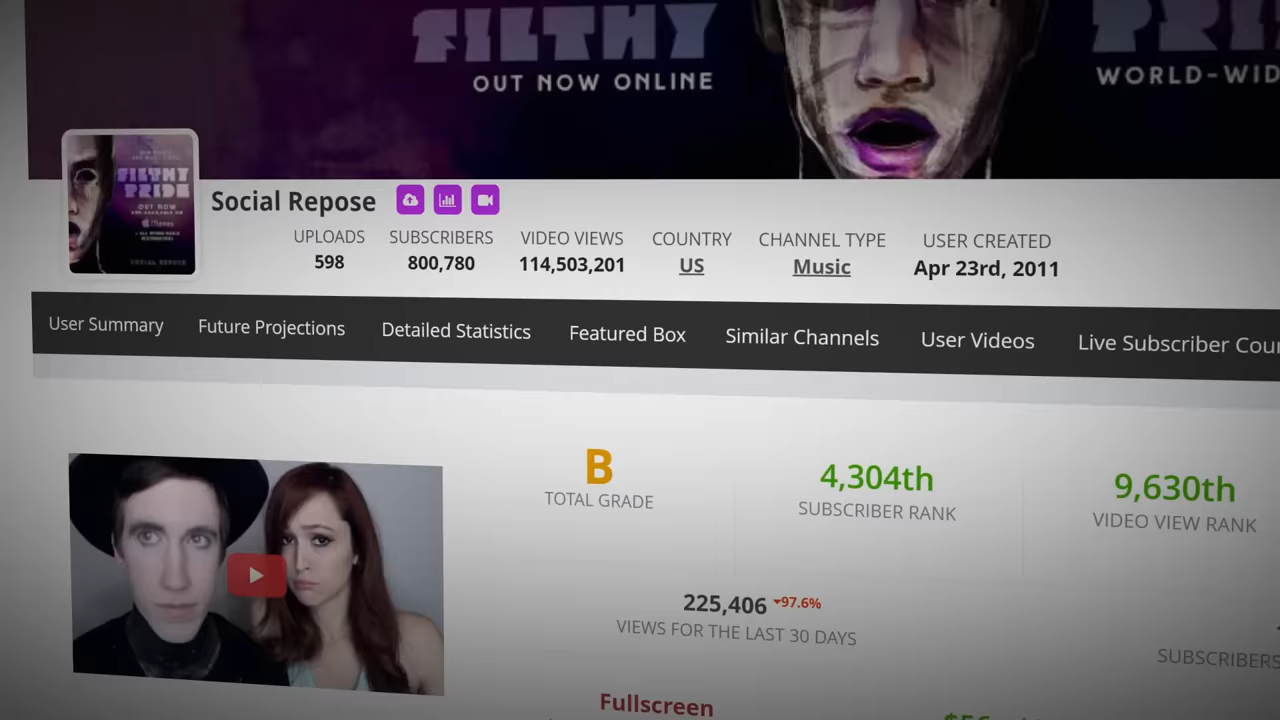 FILTHY
OUT NOW ONLINE
WORLD-WID
FILTHY
PRIDE
OUT NOW
iTunes
SOCIAL REPOSE
Social Repose
UPLOADS SUBSCRIBERS VIDEO VIEWS COUNTRY CHANNEL TYPE USER CREATED
598 800,780 114,503,201 US Music Apr 23rd, 2011
User Summary Future Projections Detailed Statistics Featured Box Similar Channels User Videos Live Subscriber Cou
B 4,304th 9,630th
TOTAL GRADE SUBSCRIBER RANK VIDEO VIEW RANK
225,406 97.6%
VIEWS FOR THE LAST 30 DAYS
SUBSCRIBERS
Fullscreen